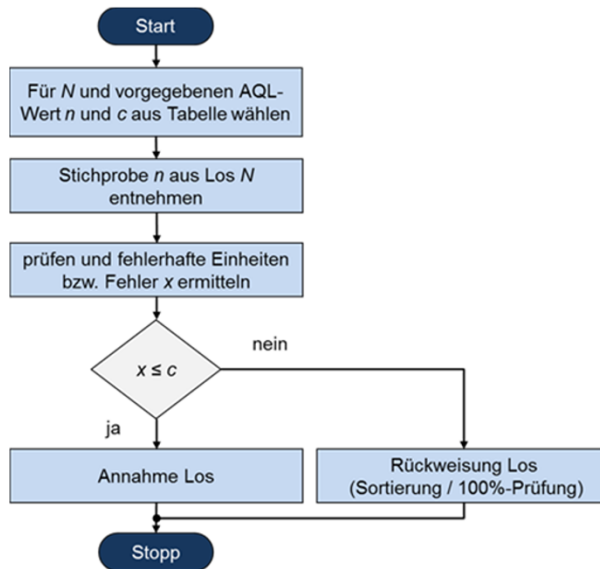 Start
Für N und vorgegebenen AQL-
Wert n und c aus Tabelle wählen
Stichprobe n aus Los N
entnehmen
prüfen und fehlerhafte Einheiten
bzw. Fehler x ermitteln
x ≤ c
nein
ja
Annahme Los
Rückweisung Los
(Sortierung / 100%-Prüfung)
Stopp